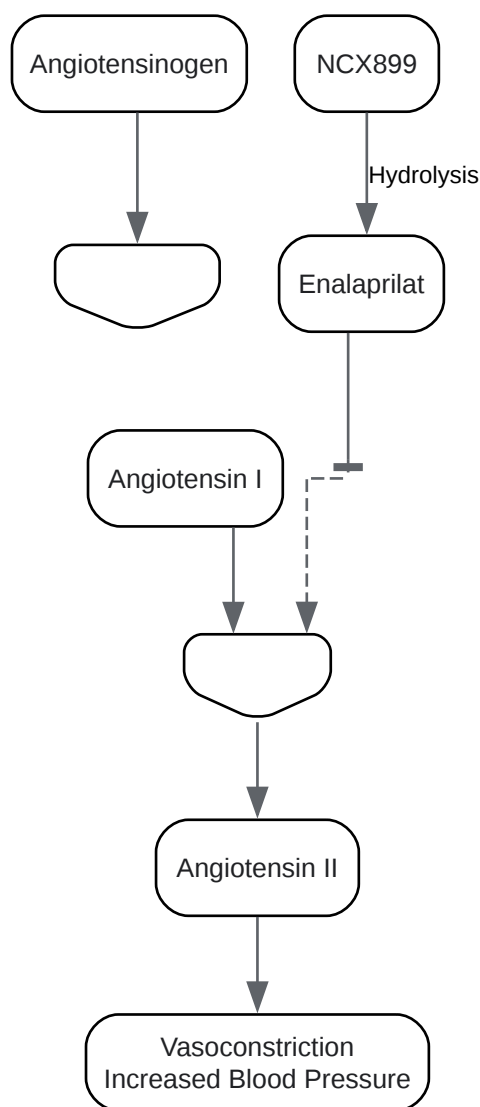 Angiotensinogen
NCX899
Hydrolysis
Enalaprilat
Angiotensin I
Angiotensin II
Vasoconstriction
Increased Blood Pressure